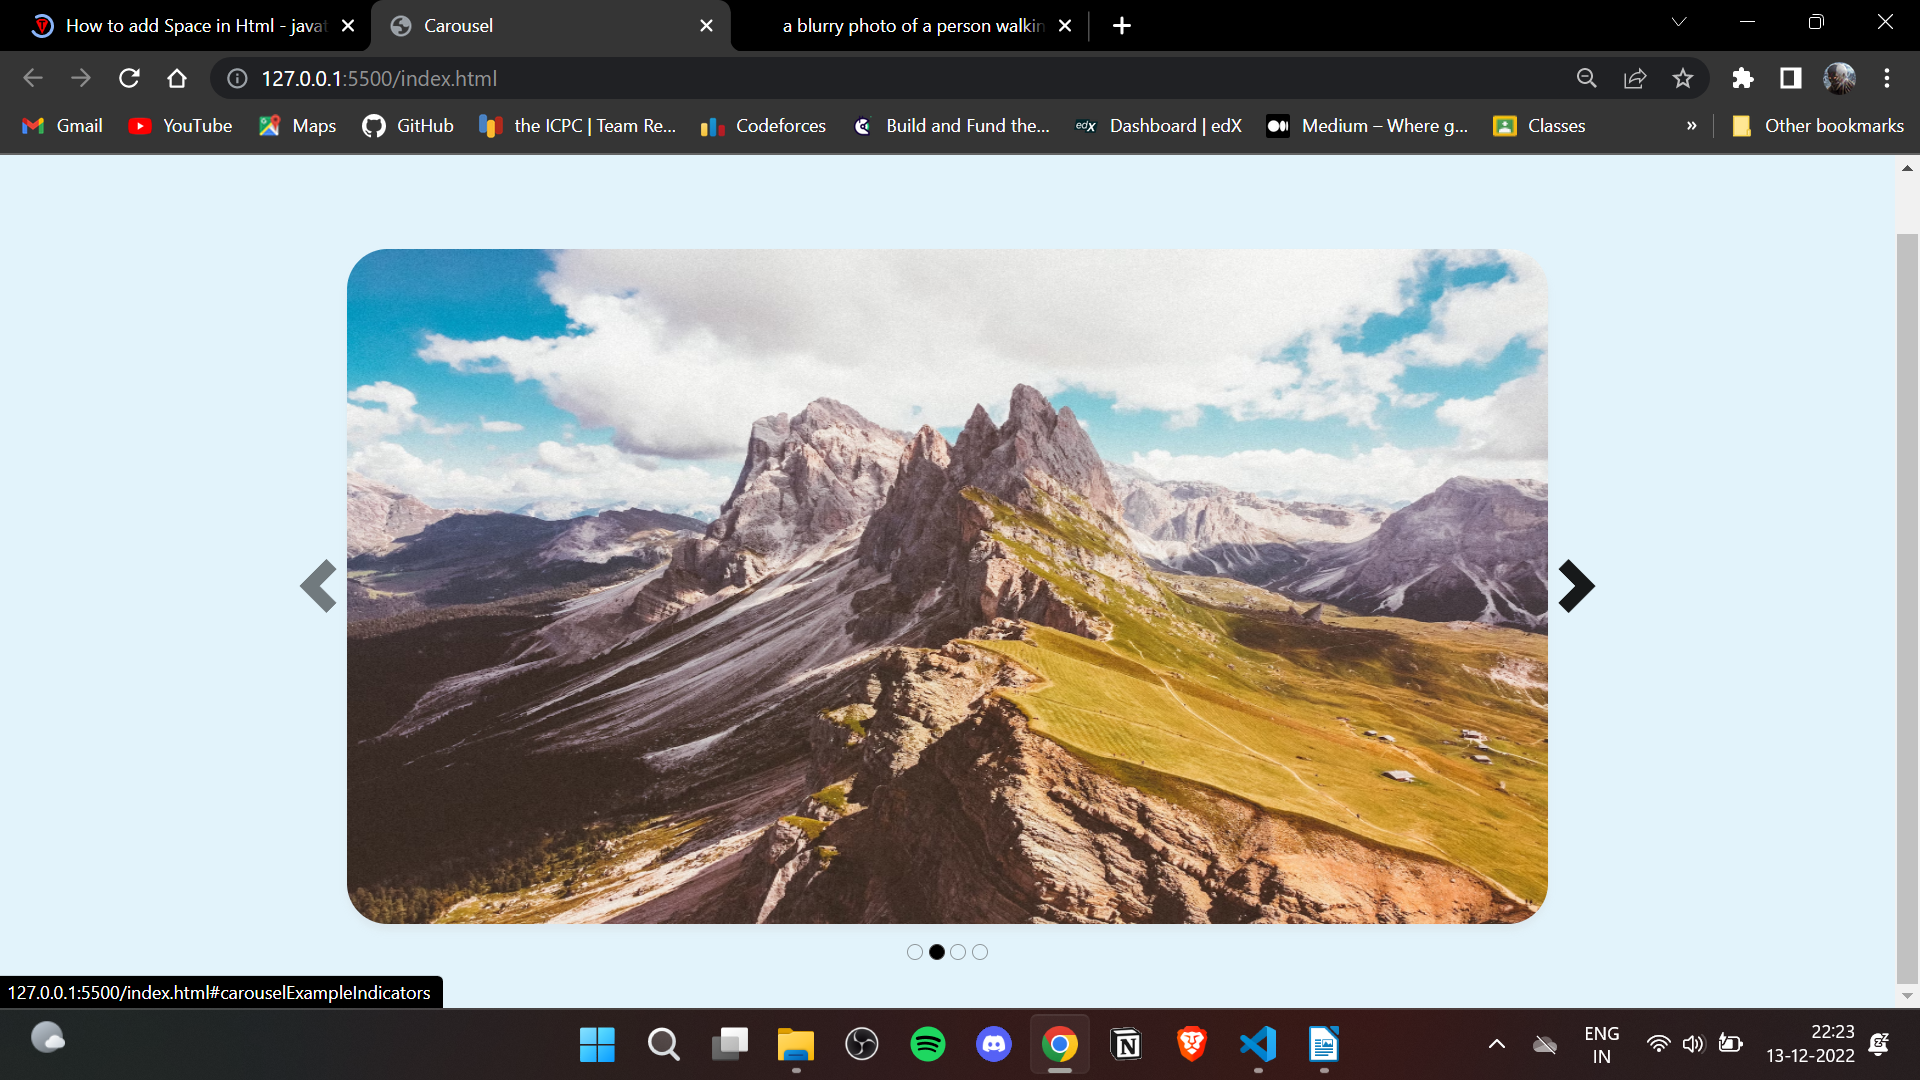 How to add Space in Html - javat
Carousel
a blurry photo of a person walkin
127.0.0.1:5500/index.html
Gmail
YouTube
Maps
GitHub
the ICPC | Team Re...
Codeforces
Build and Fund the...
edX
Dashboard | edX
Medium – Where g...
Classes
»
Other bookmarks
127.0.0.1:5500/index.html#carouselExampleIndicators
ENG
IN
22:23
13-12-2022